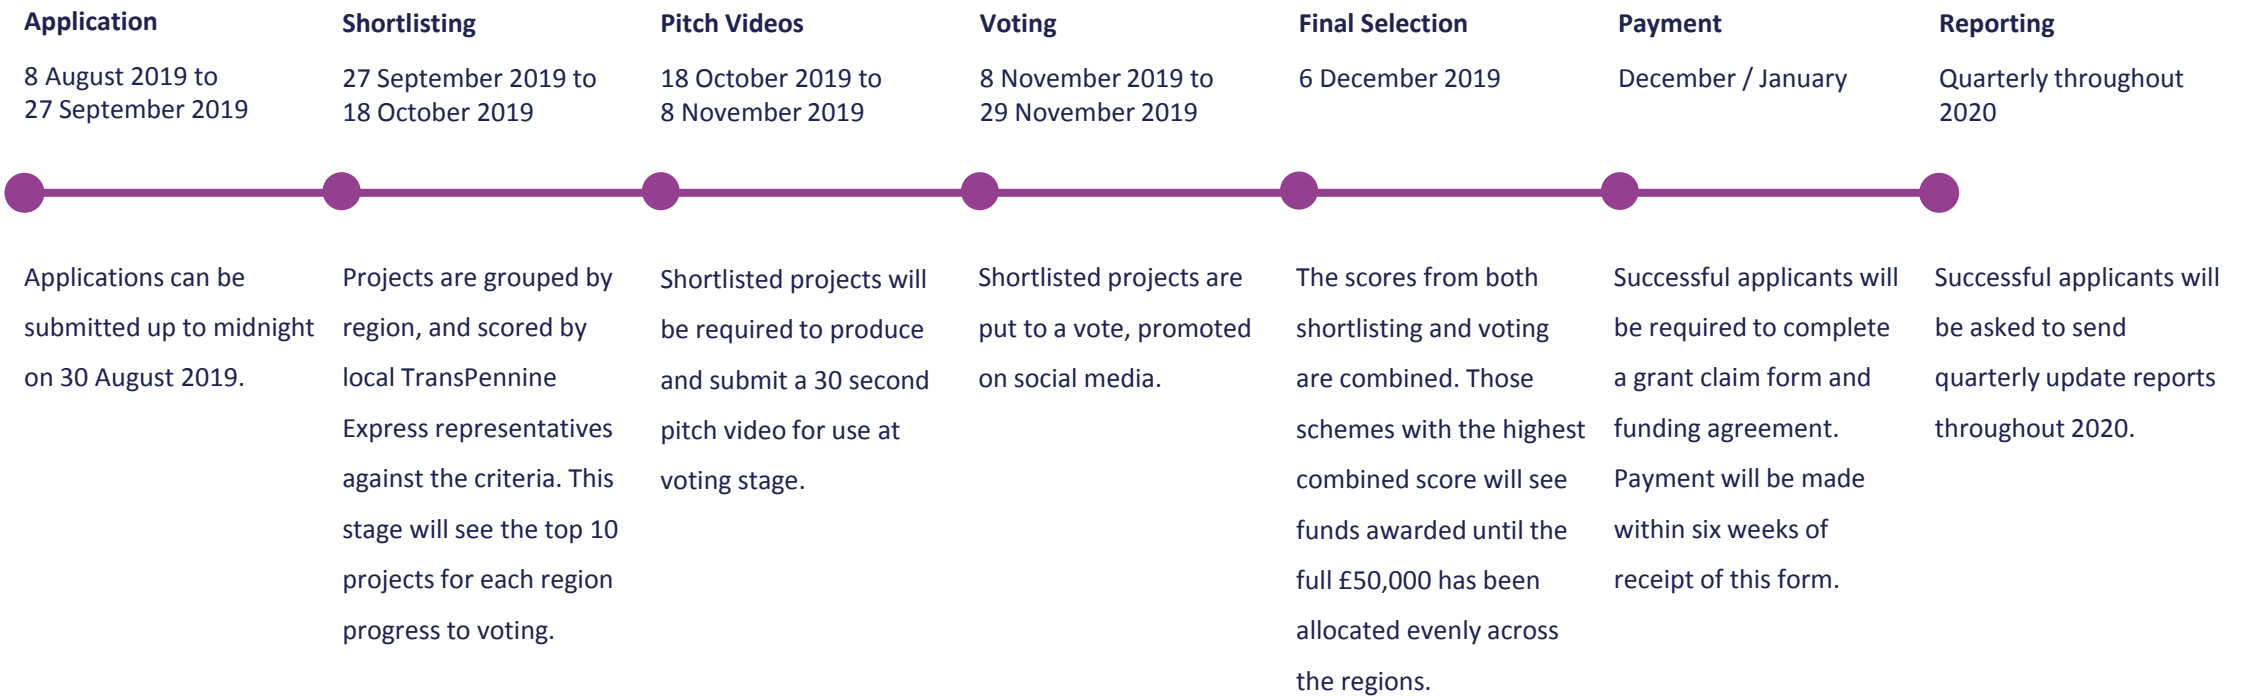 Application
8 August 2019 to
27 September 2019
Applications can be
submitted up to midnight
on 30 August 2019.
Shortlisting
27 September 2019 to
18 October 2019
Projects are grouped by
region, and scored by
local TransPennine
Express representatives
against the criteria. This
stage will see the top 10
projects for each region
progress to voting.
Pitch Videos
18 October 2019 to
8 November 2019
Shortlisted projects will
be required to produce
and submit a 30 second
pitch video for use at
voting stage.
Voting
8 November 2019 to
29 November 2019
Shortlisted projects are
put to a vote, promoted
on social media.
Final Selection
6 December 2019
The scores from both
shortlisting and voting
are combined. Those
schemes with the highest
combined score will see
funds awarded until the
full £50,000 has been
allocated evenly across
the regions.
Payment
December / January
Successful applicants will
be required to complete
a grant claim form and
funding agreement.
Payment will be made
within six weeks of
receipt of this form.
Reporting
Quarterly throughout
2020
Successful applicants will
be asked to send
quarterly update reports
throughout 2020.